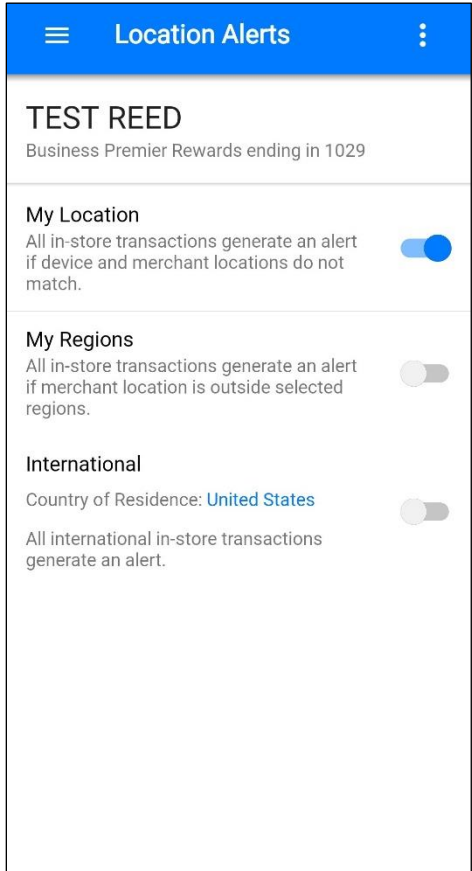 Location Alerts
TEST REED
Business Premier Rewards ending in 1029
My Location
All in-store transactions generate an alert
if device and merchant locations do not
match.
My Regions
All in-store transactions generate an alert
if merchant location is outside selected
regions.
International
Country of Residence: United States
All international in-store transactions
generate an alert.